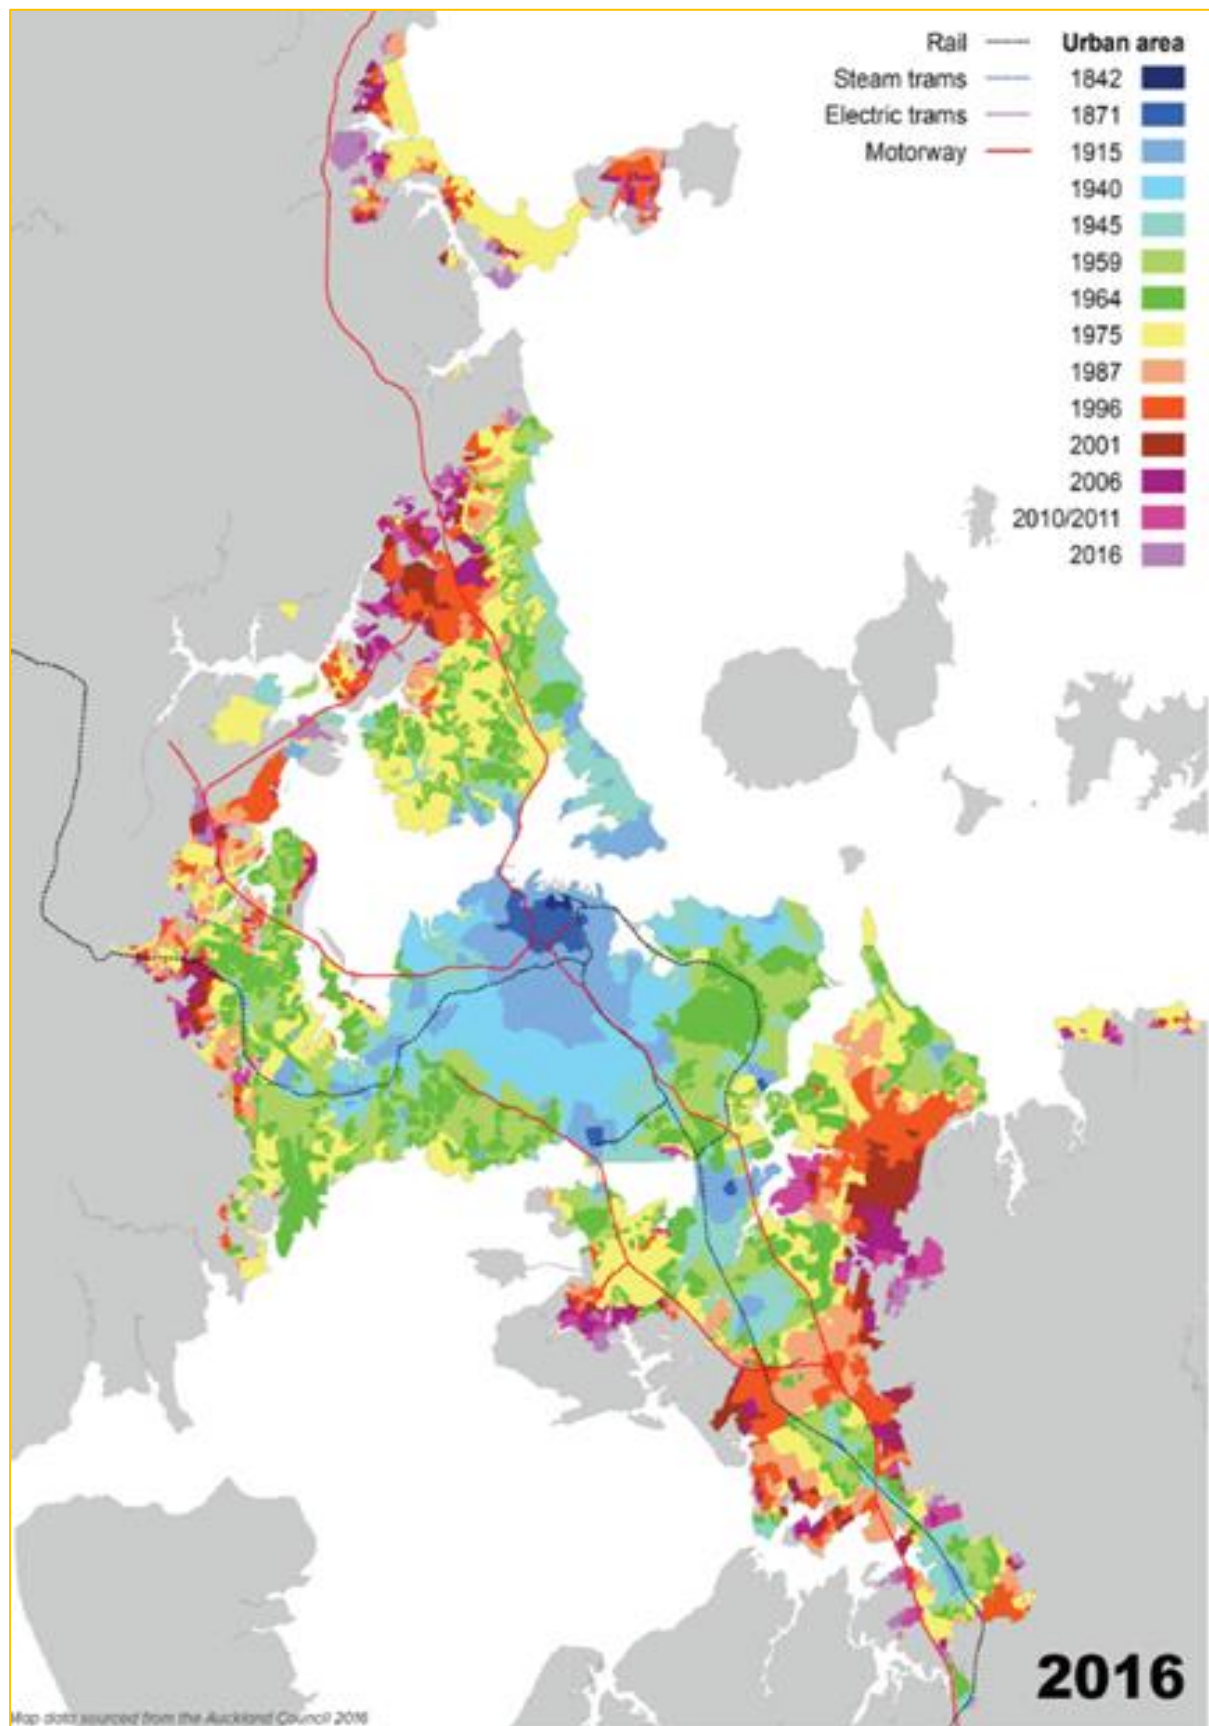 Rail Urban area
Steam trams 1842
Electric trams 1871
Motorway 1915
1940
1945
1959
1964
1975
1987
1996
2001
2006
2010/2011
2016
2016
Map data sourced from the Auckland Council 2016